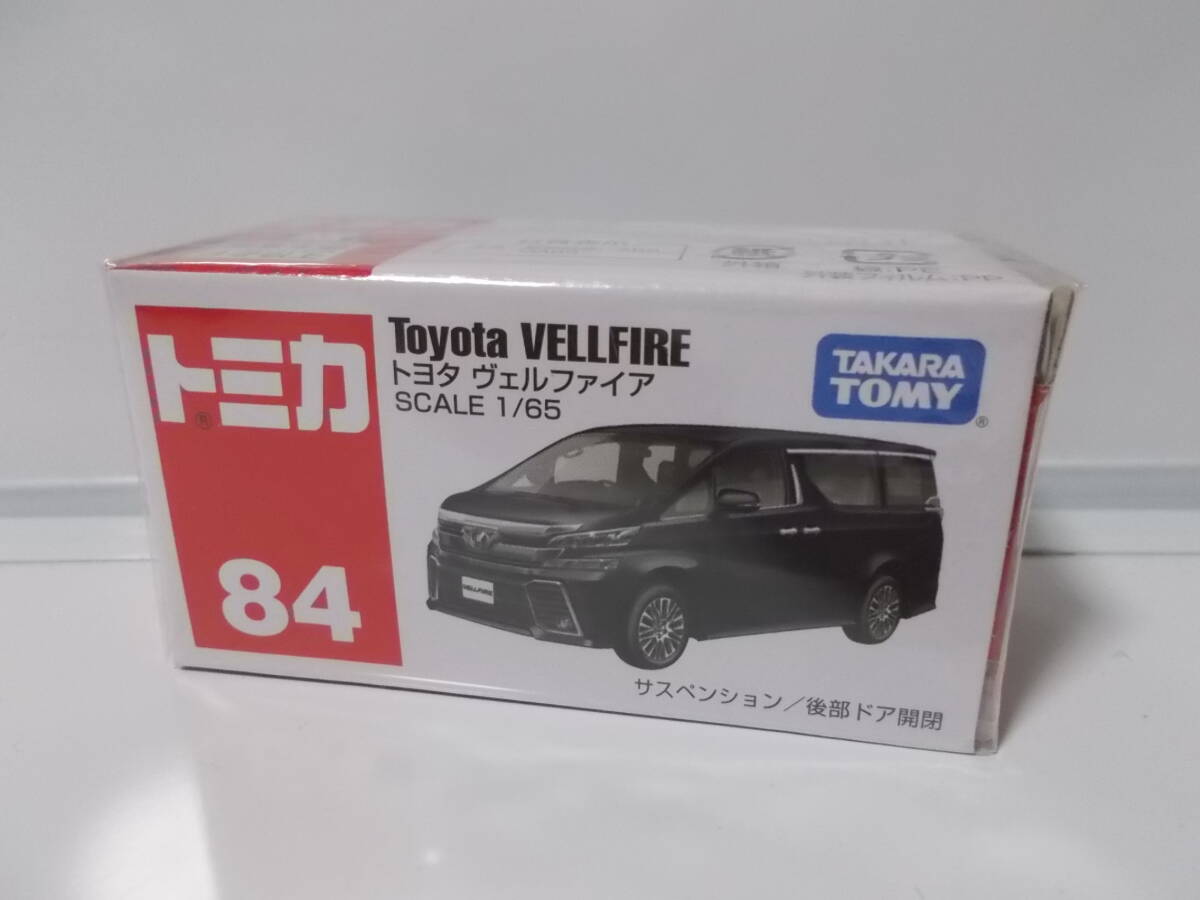 トミカ®
84
Toyota VELLFIRE
トヨタ ヴェルファイア
SCALE 1/65
TAKARA
TOMY®
VELLFIRE
サスペンション／後部ドア開閉